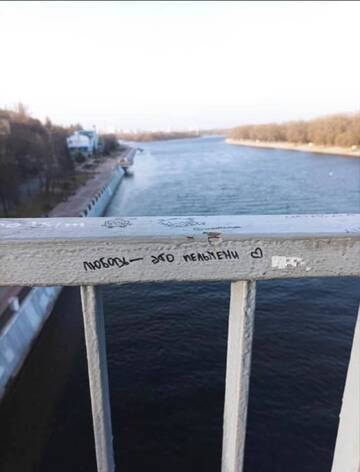 любовь — это пельмени ♡